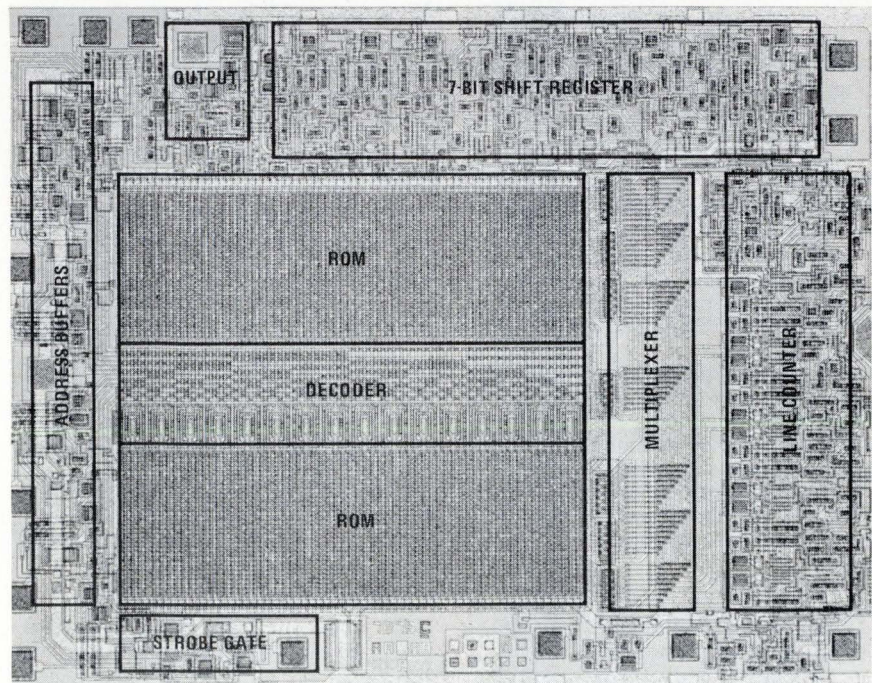 OUTPUT
7-BIT SHIFT REGISTER
ADDRESS BUFFERS
ROM
DECODER
ROM
MULTIPLEXER
LINE COUNTER
STROBE GATE